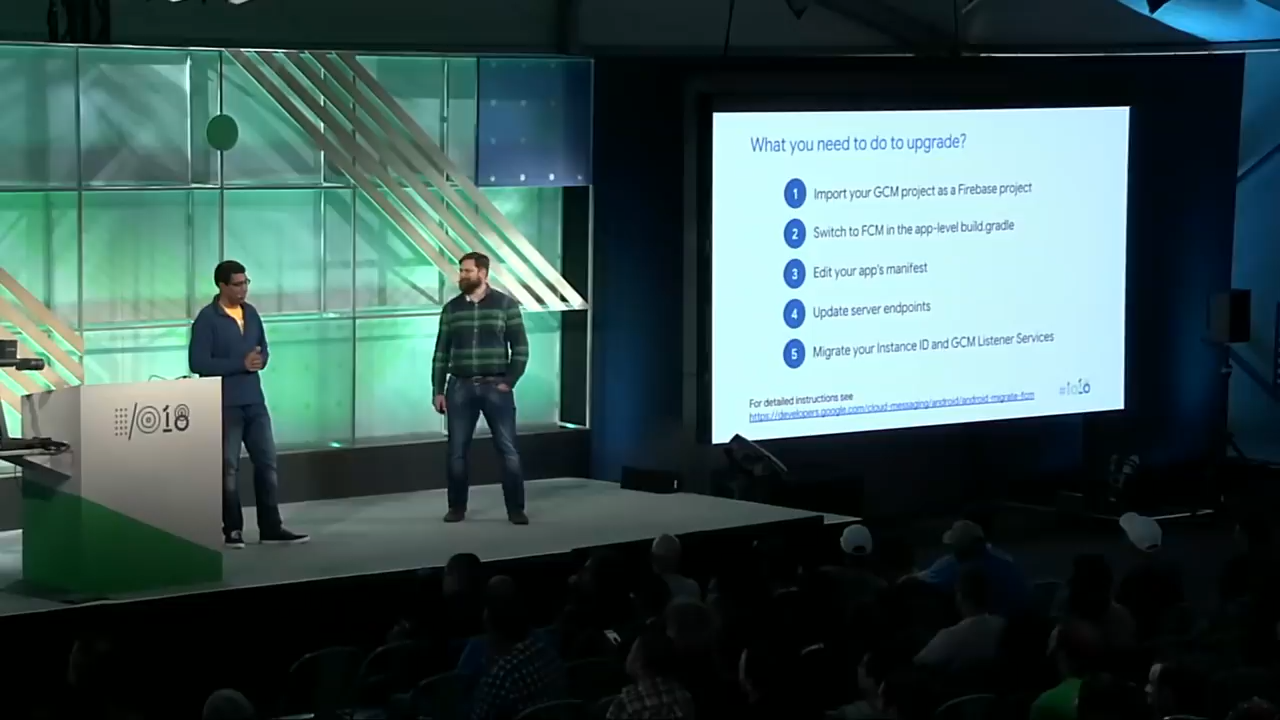 What you need to do to upgrade?
1 Import your GCM project as a Firebase project
2 Switch to FCM in the app-level build.gradle
3 Edit your app's manifest
4 Update server endpoints
5 Migrate your Instance ID and GCM Listener Services
For detailed instructions see
https://developers.google.com/cloud-messaging/android/android-migrate-fcm
#io18
I/O18